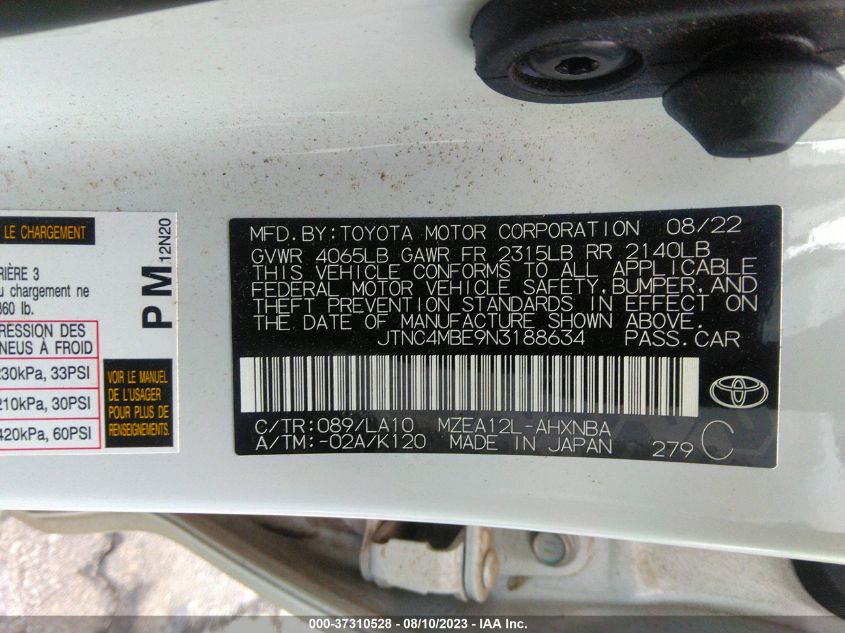 LE CHARGEMENT
RIÈRE 3
u chargement ne
360 lb.
RESSION DES
NEUS À FROID
230kPa, 33PSI
210kPa, 30PSI
420kPa, 60PSI
PM 12N20
VOIR LE MANUEL
DE L'USAGER
POUR PLUS DE
RENSEIGNEMENTS.
MFD.BY:TOYOTA MOTOR CORPORATION 08/22
GVWR 4065LB GAWR FR 2315LB RR 2140LB
THIS VEHICLE CONFORMS TO ALL APPLICABLE
FEDERAL MOTOR VEHICLE SAFETY,BUMPER,AND
THEFT PREVENTION STANDARDS IN EFFECT ON
THE DATE OF MANUFACTURE SHOWN ABOVE.
JTNC4MBE9N3188634 PASS.CAR
C/TR:089/LA10 MZEA12L-AHXNBA
A/TM:-02A/K120 MADE IN JAPAN 279 C
000-37310528 - 08/10/2023 - IAA Inc.